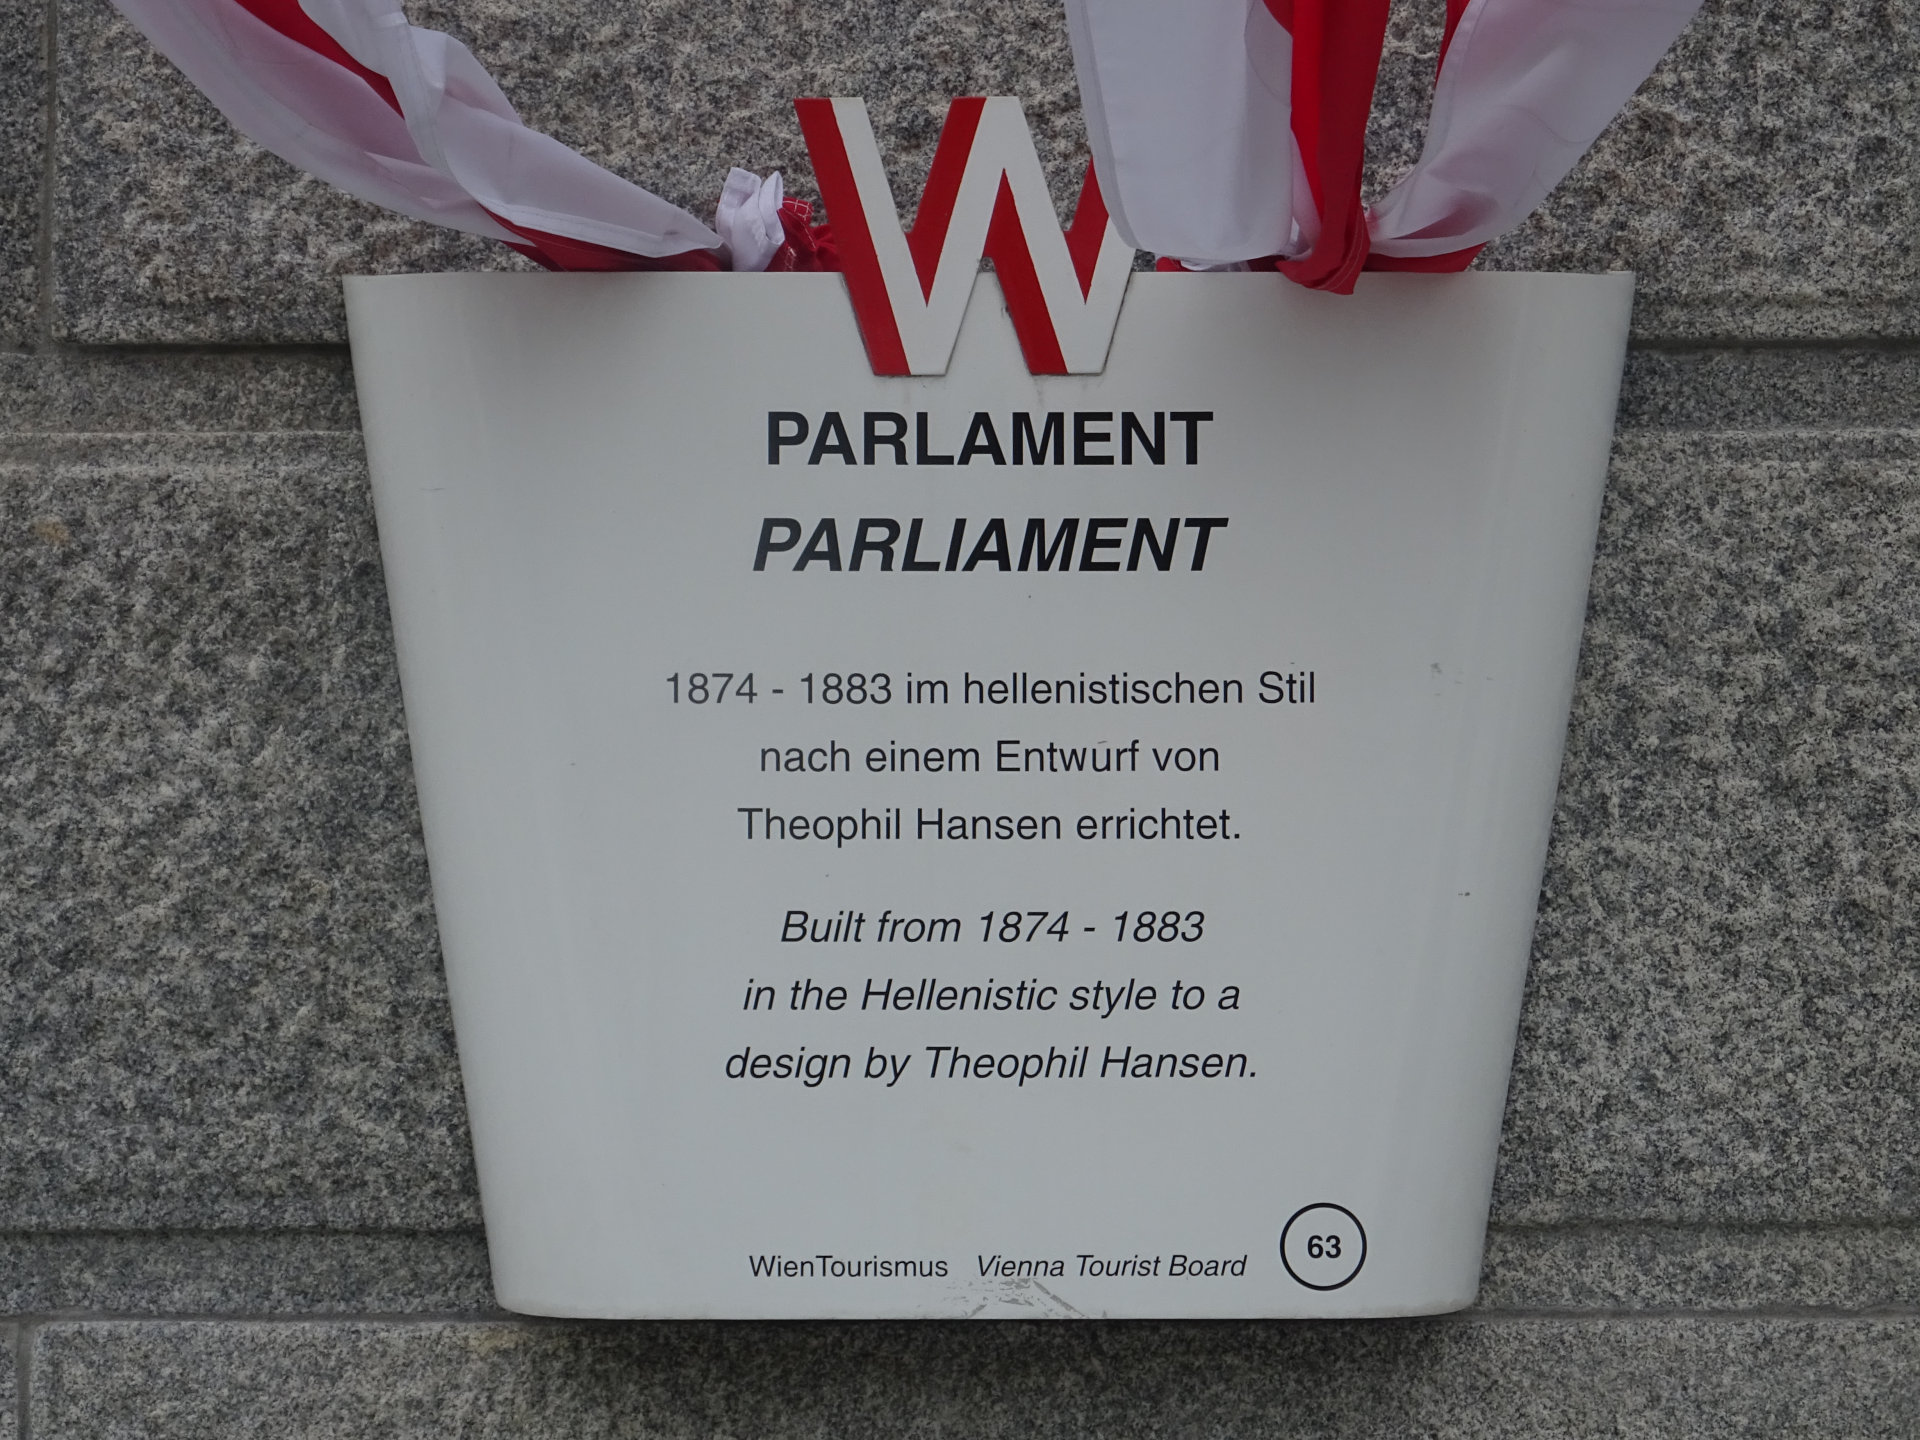 W
PARLAMENT
PARLIAMENT
1874 - 1883 im hellenistischen Stil
nach einem Entwurf von
Theophil Hansen errichtet.
Built from 1874 - 1883
in the Hellenistic style to a
design by Theophil Hansen.
WienTourismus Vienna Tourist Board 63